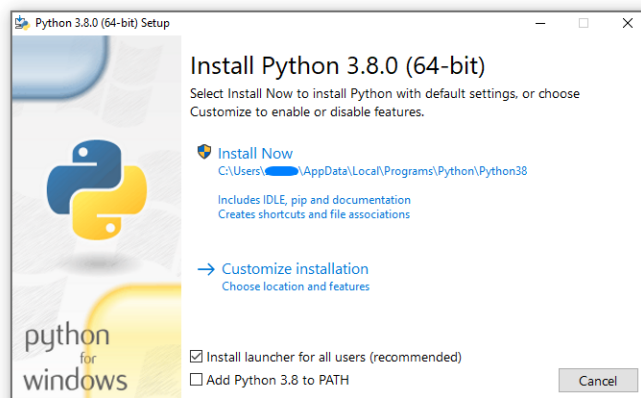 Python 3.8.0 (64-bit) Setup
Install Python 3.8.0 (64-bit)
Select Install Now to install Python with default settings, or choose
Customize to enable or disable features.
Install Now
C:\Users\ \AppData\Local\Programs\Python\Python38
Includes IDLE, pip and documentation
Creates shortcuts and file associations
Customize installation
Choose location and features
python
for
windows
Install launcher for all users (recommended)
Add Python 3.8 to PATH
Cancel